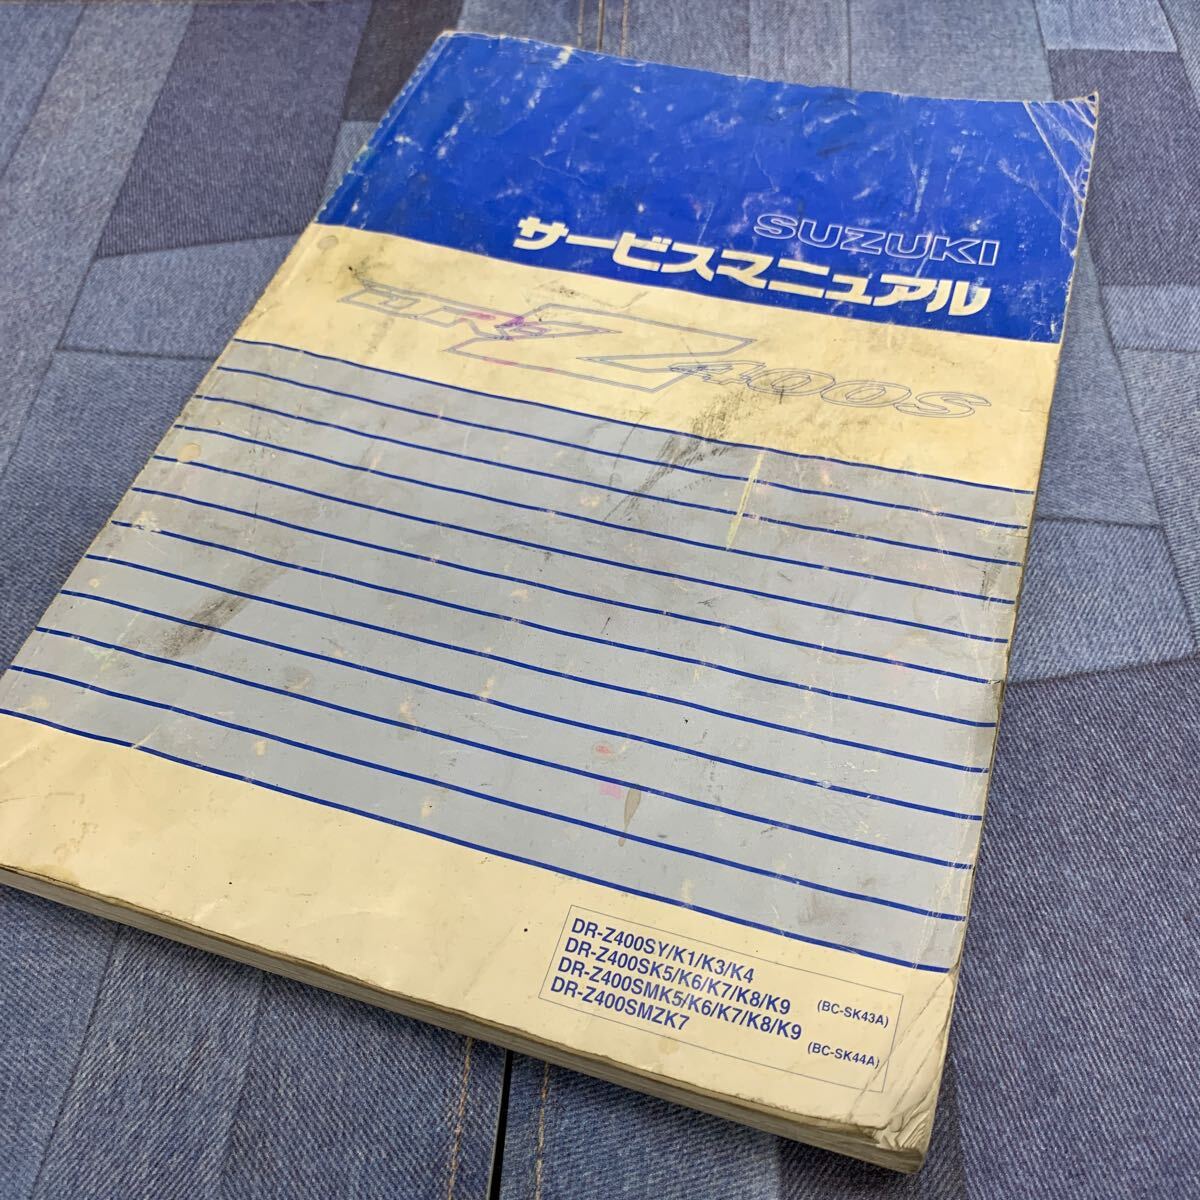 SUZUKI
サービスマニュアル
DR-Z400S
DR-Z400SY/K1/K3/K4
DR-Z400SK5/K6/K7/K8/K9 (BC-SK43A)
DR-Z400SMK5/K6/K7/K8/K9
DR-Z400SMZK7 (BC-SK44A)